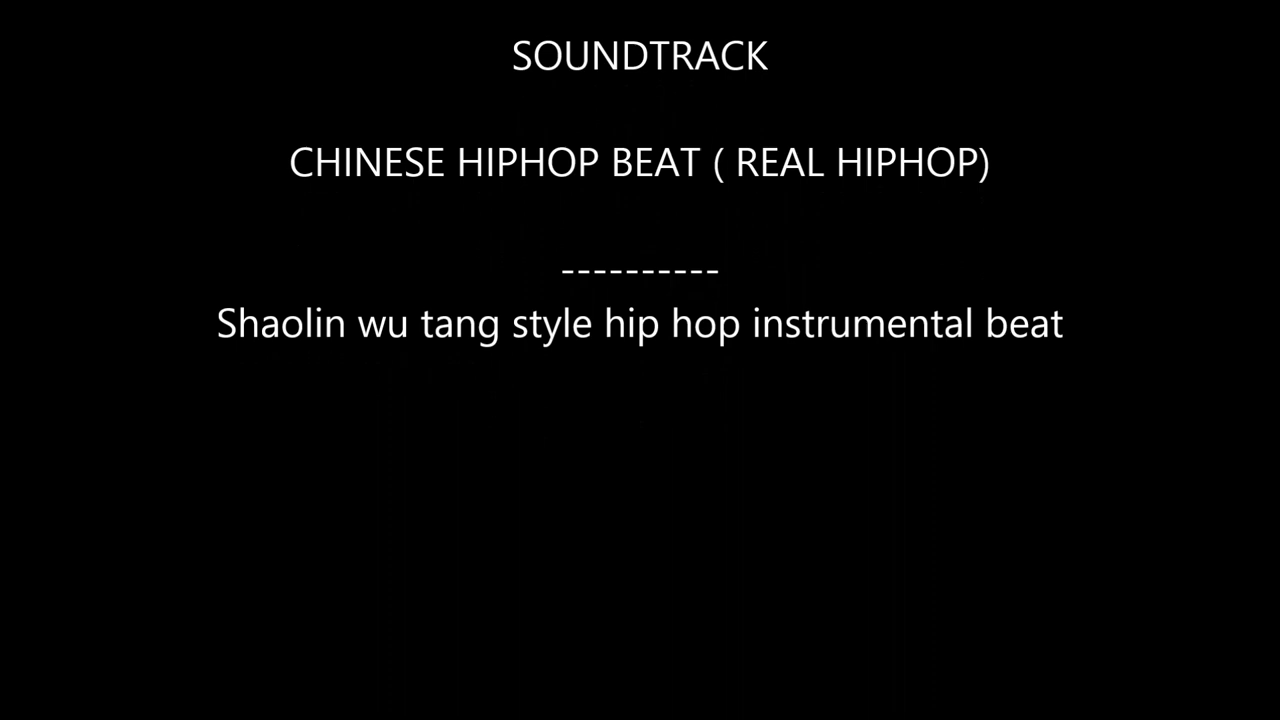 SOUNDTRACK
CHINESE HIPHOP BEAT ( REAL HIPHOP)
----------
Shaolin wu tang style hip hop instrumental beat